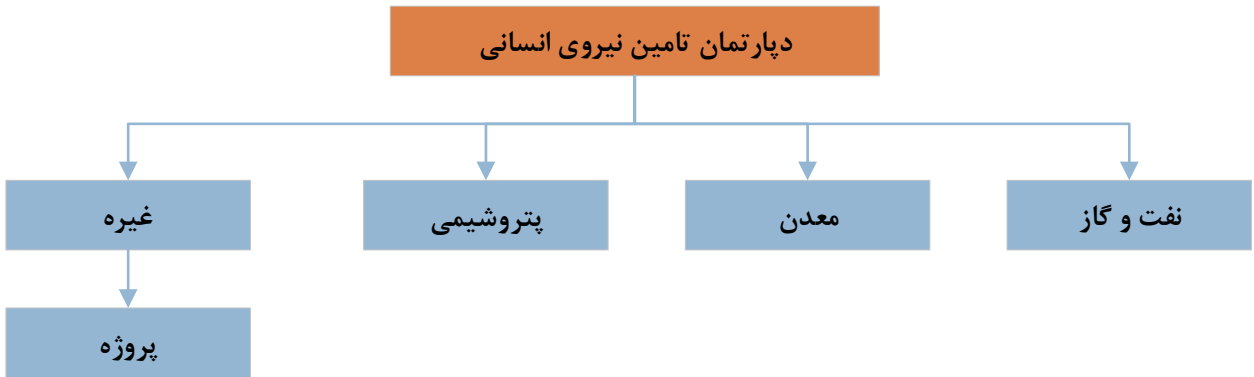 دپارتمان تامین نیروی انسانی
نفت و گاز
معدن
پتروشیمی
غیره
پروژه